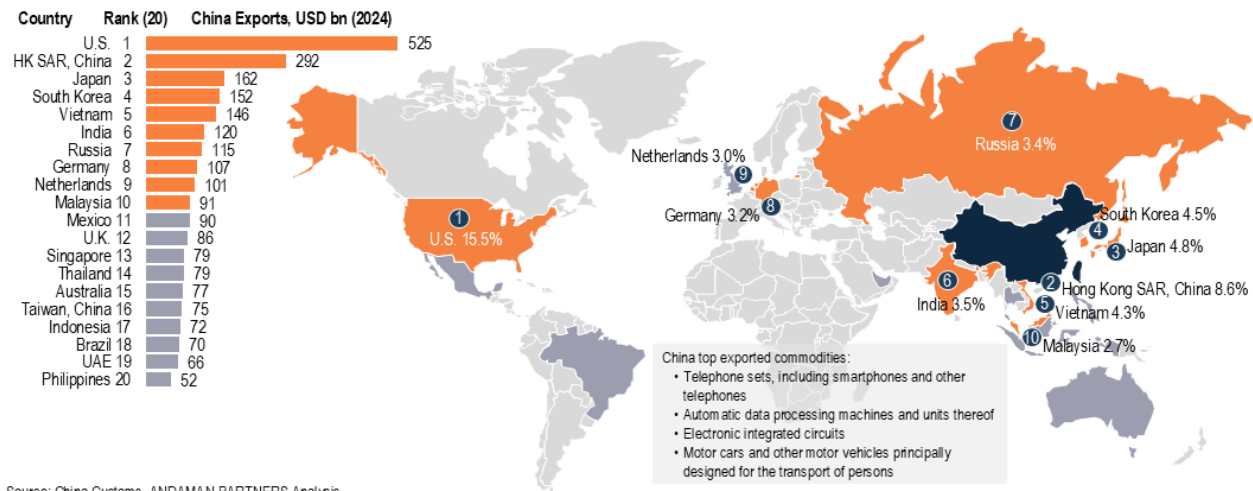 Country Rank (20) China Exports, USD bn (2024)
U.S. 1 525
HK SAR, China 2 292
Japan 3 162
South Korea 4 152
Vietnam 5 146
India 6 120
Russia 7 115
Germany 8 107
Netherlands 9 101
Malaysia 10 91
Mexico 11 90
U.K. 12 86
Singapore 13 79
Thailand 14 79
Australia 15 77
Taiwan, China 16 75
Indonesia 17 72
Brazil 18 70
UAE 19 66
Philippines 20 52
7
Russia 3.4%
Netherlands 3.0%
9
Germany 3.2%
8
1
U.S. 15.5%
South Korea 4.5%
4
Japan 4.8%
3
6
India 3.5%
2
Hong Kong SAR, China 8.6%
5
Vietnam 4.3%
10
Malaysia 2.7%
China top exported commodities:
• Telephone sets, including smartphones and other
telephones
• Automatic data processing machines and units thereof
• Electronic integrated circuits
• Motor cars and other motor vehicles principally
designed for the transport of persons
Source: China Customs, ANDAMAN PARTNERS Analysis